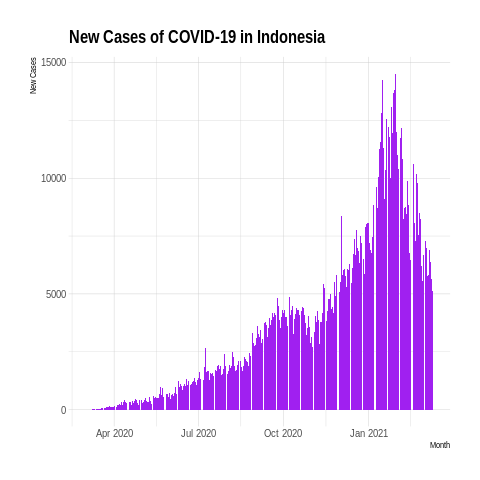 New Cases of COVID-19 in Indonesia
New Cases
15000
10000
5000
0
Apr 2020 Jul 2020 Oct 2020 Jan 2021
Month